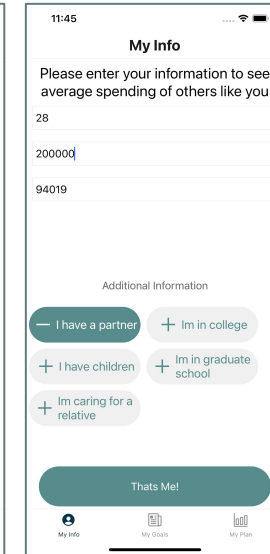 11:45
My Info
Please enter your information to see
average spending of others like you
28
200000
94019
Additional Information
I have a partner
Im in college
I have children
Im in graduate
school
Im caring for a
relative
Thats Me!
My Info
My Goals
My Plan